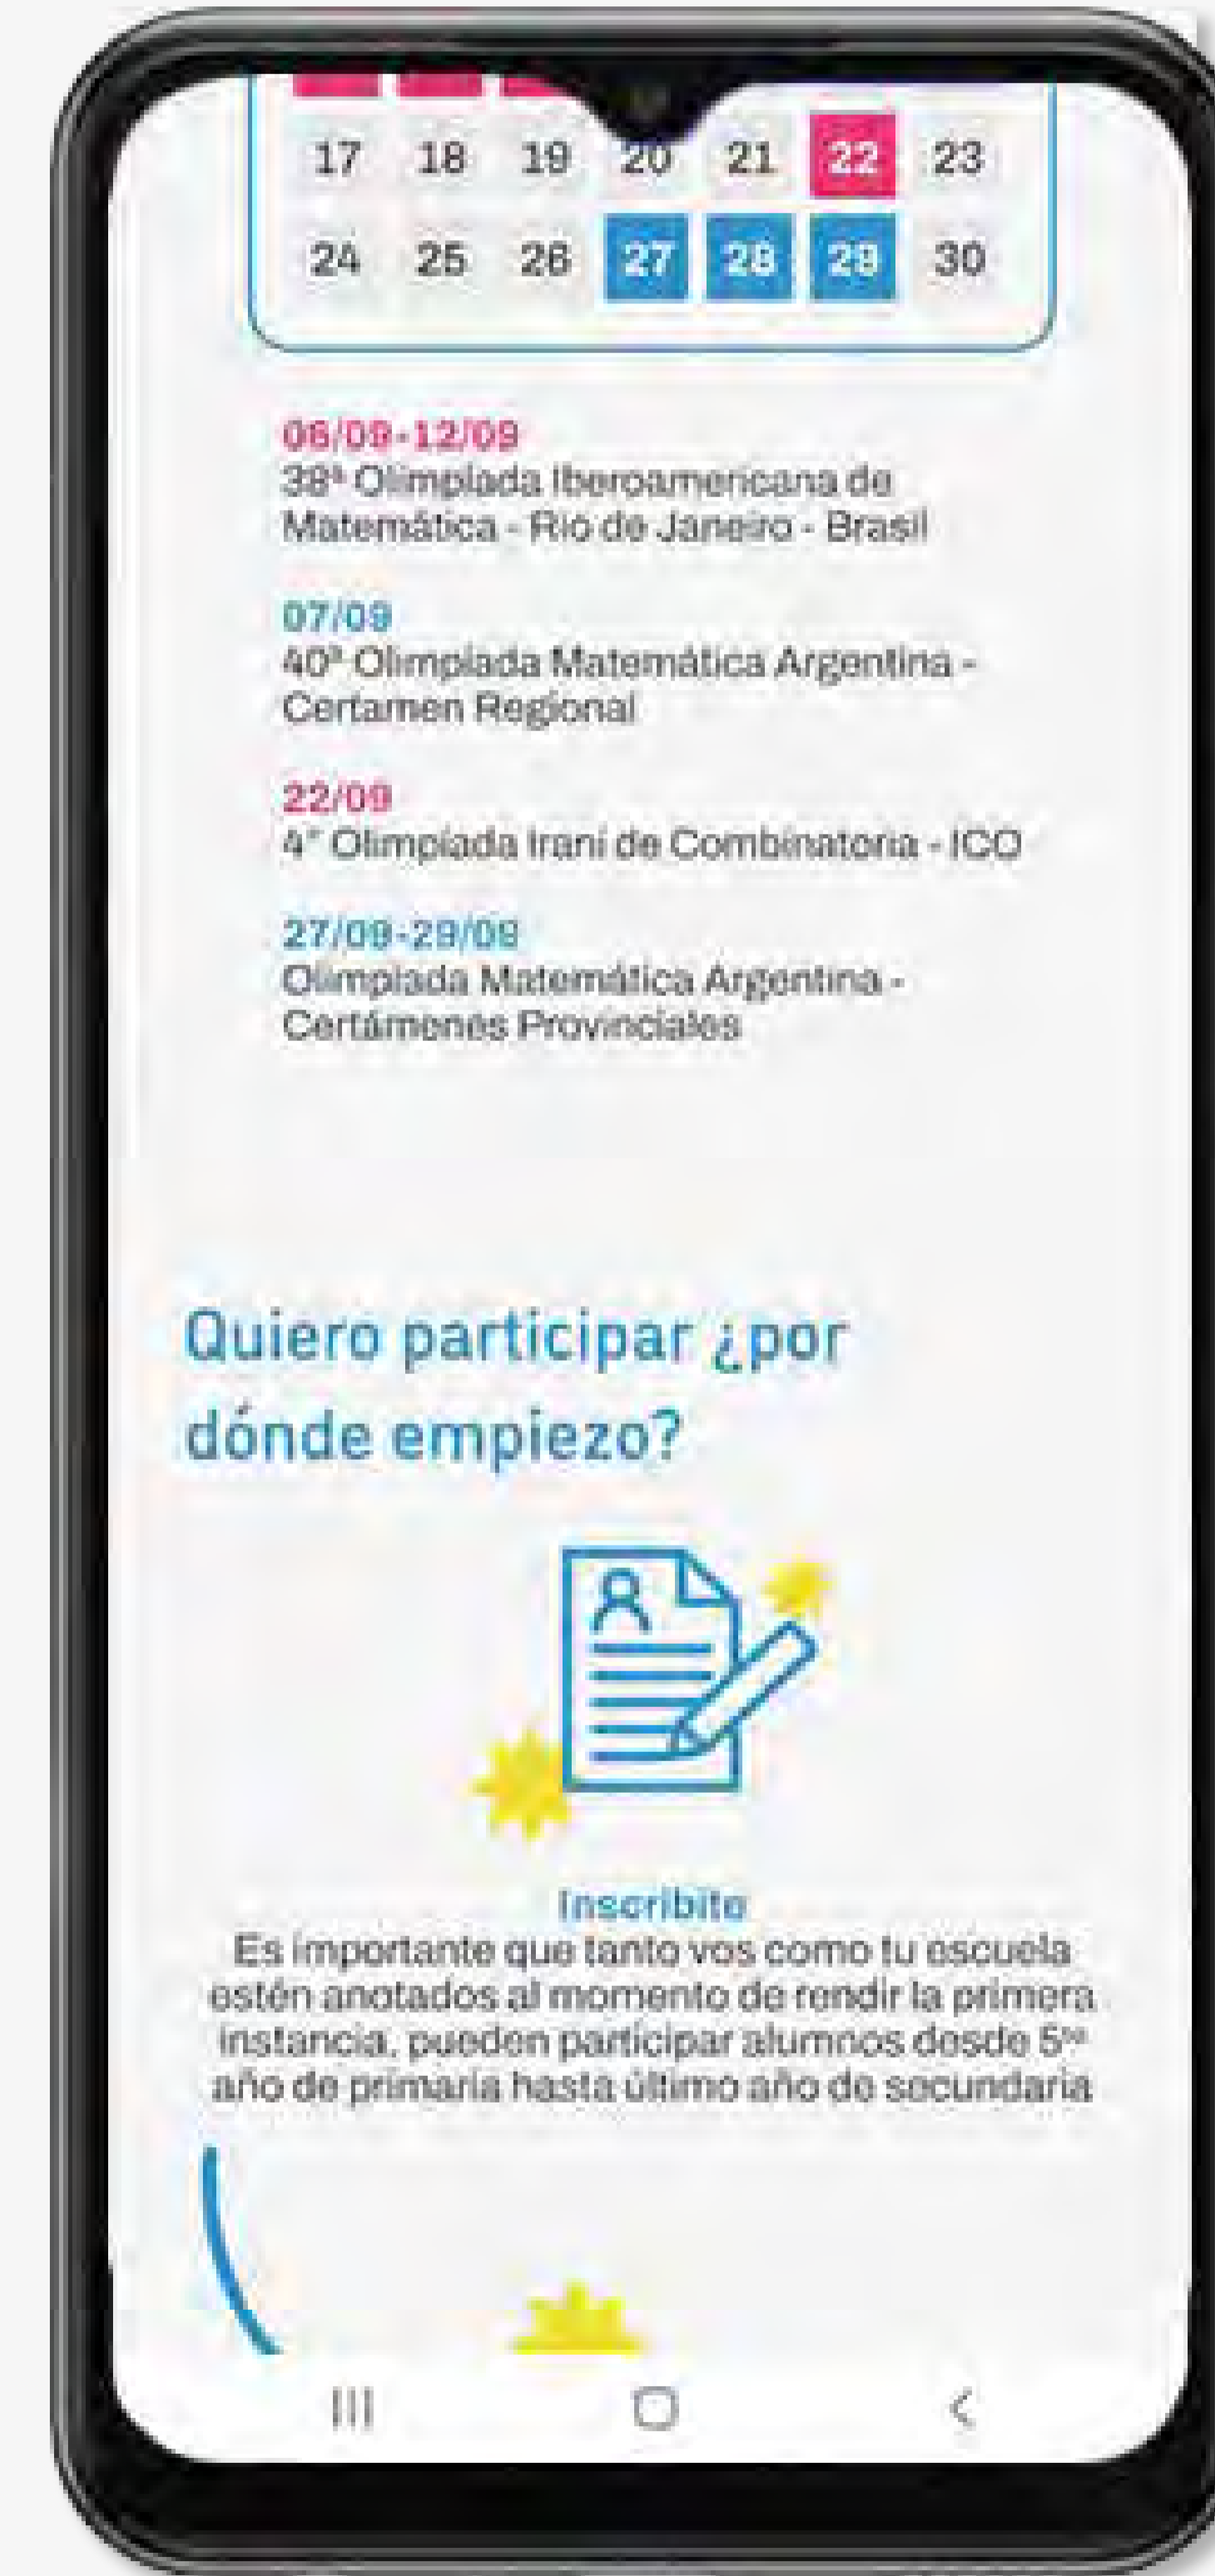 17 18 19 20 21 22 23
24 25 26 27 28 29 30
06/09-12/09
38ª Olimpíada Iberoamericana de
Matemática - Rio de Janeiro - Brasil
07/09
40ª Olimpíada Matemática Argentina -
Certamen Regional
22/09
4° Olimpíada Iraní de Combinatoria - ICO
27/09-29/09
Olimpiada Matemática Argentina -
Certámenes Provinciales
Quiero participar ¿por
dónde empiezo?
Inscribite
Es importante que tanto vos como tu escuela
estén anotados al momento de rendir la primera
instancia, pueden participar alumnos desde 5to
año de primaria hasta último año de secundaria